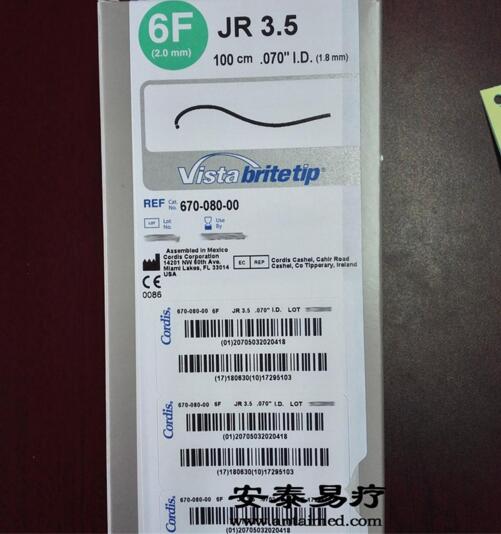 6F
(2.0 mm)
JR 3.5
100 cm .070" I.D. (1.8 mm)
Vista britetip®
REF Cat. No. 670-080-00
LOT Lot No. Use By
Assembled in Mexico
Cordis Corporation
14201 NW 60th Ave.
Miami Lakes, FL 33014
USA
EC REP Cordis Cashel, Cahir Road
Cashel, Co Tipperary, Ireland
CE
0086
Cordis.
670-080-00 6F JR 3.5 .070" I.D. LOT
(01)20705032020418
(17)180630(10)17295103
Cordis.
670-080-00 6F JR 3.5 .070" I.D. LOT
(01)20705032020418
(17)180630(10)17295103
Cordis.
670-080-00 6F
安泰易疗
www.antaimed.com